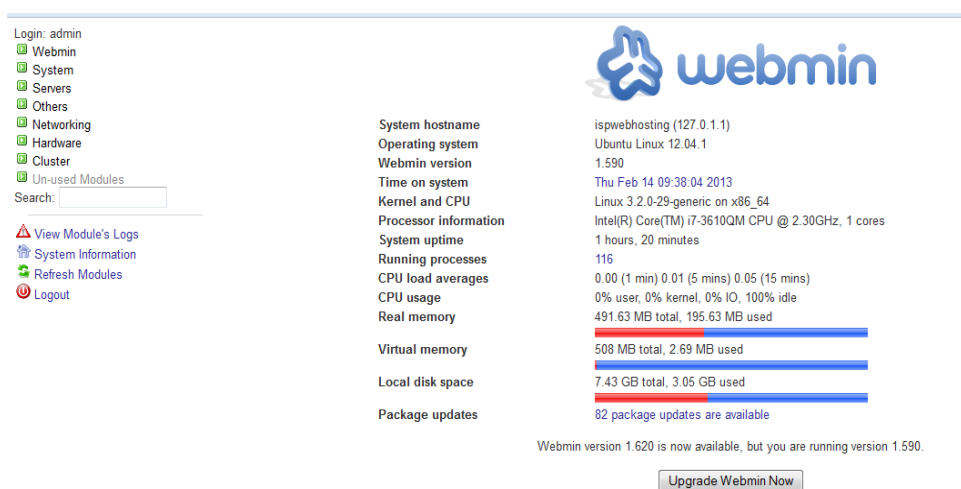 Login: admin
Webmin
System
Servers
Others
Networking
Hardware
Cluster
Un-used Modules
Search:
View Module's Logs
System Information
Refresh Modules
Logout
webmin
System hostname ispwebhosting (127.0.1.1)
Operating system Ubuntu Linux 12.04.1
Webmin version 1.590
Time on system Thu Feb 14 09:38:04 2013
Kernel and CPU Linux 3.2.0-29-generic on x86_64
Processor information Intel(R) Core(TM) i7-3610QM CPU @ 2.30GHz, 1 cores
System uptime 1 hours, 20 minutes
Running processes 116
CPU load averages 0.00 (1 min) 0.01 (5 mins) 0.05 (15 mins)
CPU usage 0% user, 0% kernel, 0% IO, 100% idle
Real memory 491.63 MB total, 195.63 MB used
Virtual memory 508 MB total, 2.69 MB used
Local disk space 7.43 GB total, 3.05 GB used
Package updates 82 package updates are available
Webmin version 1.620 is now available, but you are running version 1.590.
Upgrade Webmin Now